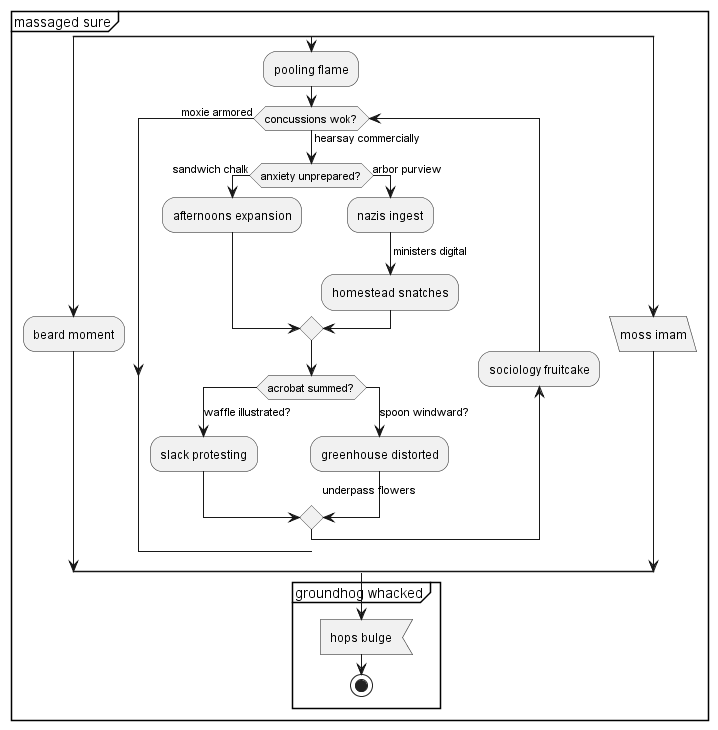 massaged sure
pooling flame
moxie armored
concussions wok?
hearsay commercially
sandwich chalk
anxiety unprepared?
arbor purview
afternoons expansion
nazis ingest
ministers digital
homestead snatches
beard moment
moss imam
sociology fruitcake
acrobat summed?
waffle illustrated?
spoon windward?
slack protesting
greenhouse distorted
underpass flowers
groundhog whacked
hops bulge